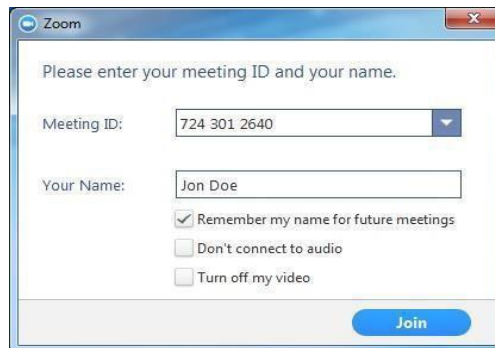 Zoom
Please enter your meeting ID and your name.
Meeting ID: 724 301 2640
Your Name: Jon Doe
Remember my name for future meetings
Don't connect to audio
Turn off my video
Join